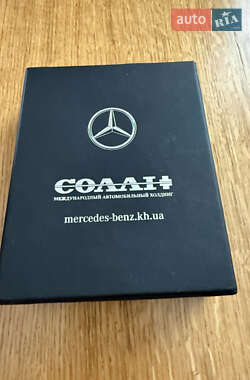 auto RIA
СОЛЛІ
МЕЖДУНАРОДНЫЙ АВТОМОБИЛЬНЫЙ ХОЛДИНГ
mercedes-benz.kh.ua